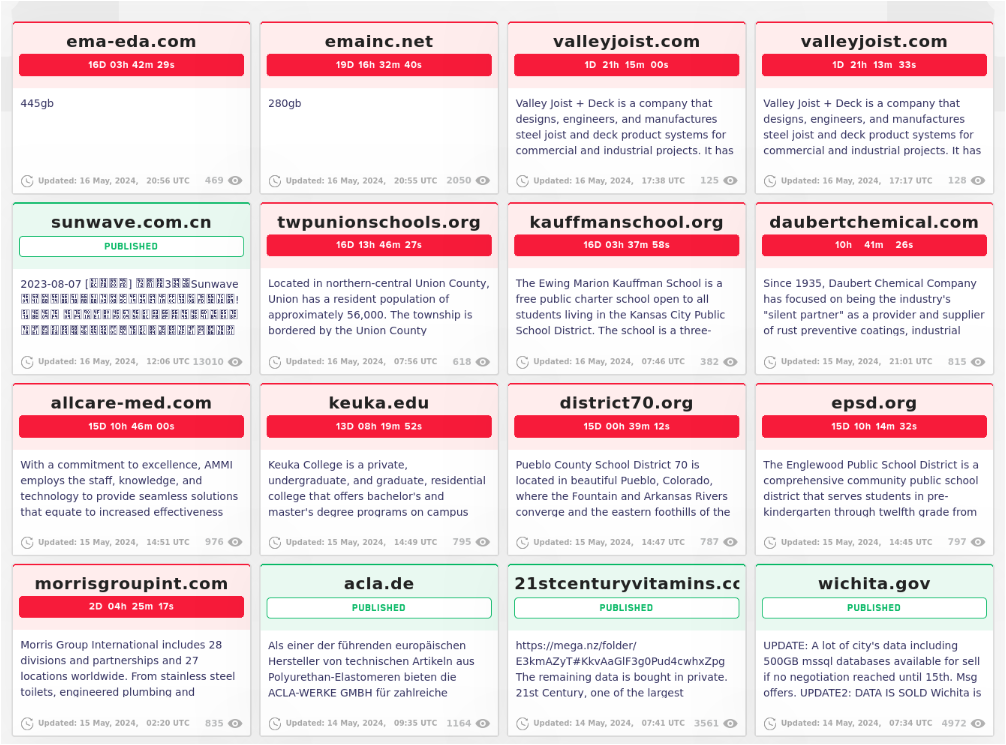 ema-eda.com
16D 03h 42m 29s
445gb
Updated: 16 May, 2024, 20:56 UTC 469
emainc.net
19D 16h 32m 40s
280gb
Updated: 16 May, 2024, 20:55 UTC 2050
valleyjoist.com
1D 21h 15m 00s
Valley Joist + Deck is a company that
designs, engineers, and manufactures
steel joist and deck product systems for
commercial and industrial projects. It has
Updated: 16 May, 2024, 17:38 UTC 125
valleyjoist.com
1D 21h 13m 33s
Valley Joist + Deck is a company that
designs, engineers, and manufactures
steel joist and deck product systems for
commercial and industrial projects. It has
Updated: 16 May, 2024, 17:17 UTC 128
sunwave.com.cn
PUBLISHED
2023-08-07 [ ] 3 Sunwave
Updated: 16 May, 2024, 12:06 UTC 13010
twpunionschools.org
16D 13h 46m 27s
Located in northern-central Union County,
Union has a resident population of
approximately 56,000. The township is
bordered by the Union County
Updated: 16 May, 2024, 07:56 UTC 618
kauffmanschool.org
16D 03h 37m 58s
The Ewing Marion Kauffman School is a
free public charter school open to all
students living in the Kansas City Public
School District. The school is a three-
Updated: 16 May, 2024, 07:46 UTC 382
daubertchemical.com
10h 41m 26s
Since 1935, Daubert Chemical Company
has focused on being the industry's
"silent partner" as a provider and supplier
of rust preventive coatings, industrial
Updated: 15 May, 2024, 21:01 UTC 815
allcare-med.com
15D 10h 46m 00s
With a commitment to excellence, AMMI
employs the staff, knowledge, and
technology to provide seamless solutions
that equate to increased effectiveness
Updated: 15 May, 2024, 14:51 UTC 976
keuka.edu
13D 08h 19m 52s
Keuka College is a private,
undergraduate, and graduate, residential
college that offers bachelor's and
master's degree programs on campus
Updated: 15 May, 2024, 14:49 UTC 795
district70.org
15D 00h 39m 12s
Pueblo County School District 70 is
located in beautiful Pueblo, Colorado,
where the Fountain and Arkansas Rivers
converge and the eastern foothills of the
Updated: 15 May, 2024, 14:47 UTC 787
epsd.org
15D 10h 14m 32s
The Englewood Public School District is a
comprehensive community public school
district that serves students in pre-
kindergarten through twelfth grade from
Updated: 15 May, 2024, 14:45 UTC 797
morrisgroupint.com
2D 04h 25m 17s
Morris Group International includes 28
divisions and partnerships and 27
locations worldwide. From stainless steel
toilets, engineered plumbing and
Updated: 15 May, 2024, 02:20 UTC 835
acla.de
PUBLISHED
Als einer der führenden europäischen
Hersteller von technischen Artikeln aus
Polyurethan-Elastomeren bieten die
ACLA-WERKE GMBH für zahlreiche
Updated: 14 May, 2024, 09:35 UTC 1164
21stcenturyvitamins.cc
PUBLISHED
https://mega.nz/folder/
E3kmAZyT#KkvAaGlF3g0Pud4cwhxZpg
The remaining data is bought in private.
21st Century, one of the largest
Updated: 14 May, 2024, 07:41 UTC 3561
wichita.gov
PUBLISHED
UPDATE: A lot of city's data including
500GB mssql databases available for sell
if no negotiation reached until 15th. Msg
offers. UPDATE2: DATA IS SOLD Wichita is
Updated: 14 May, 2024, 07:34 UTC 4972